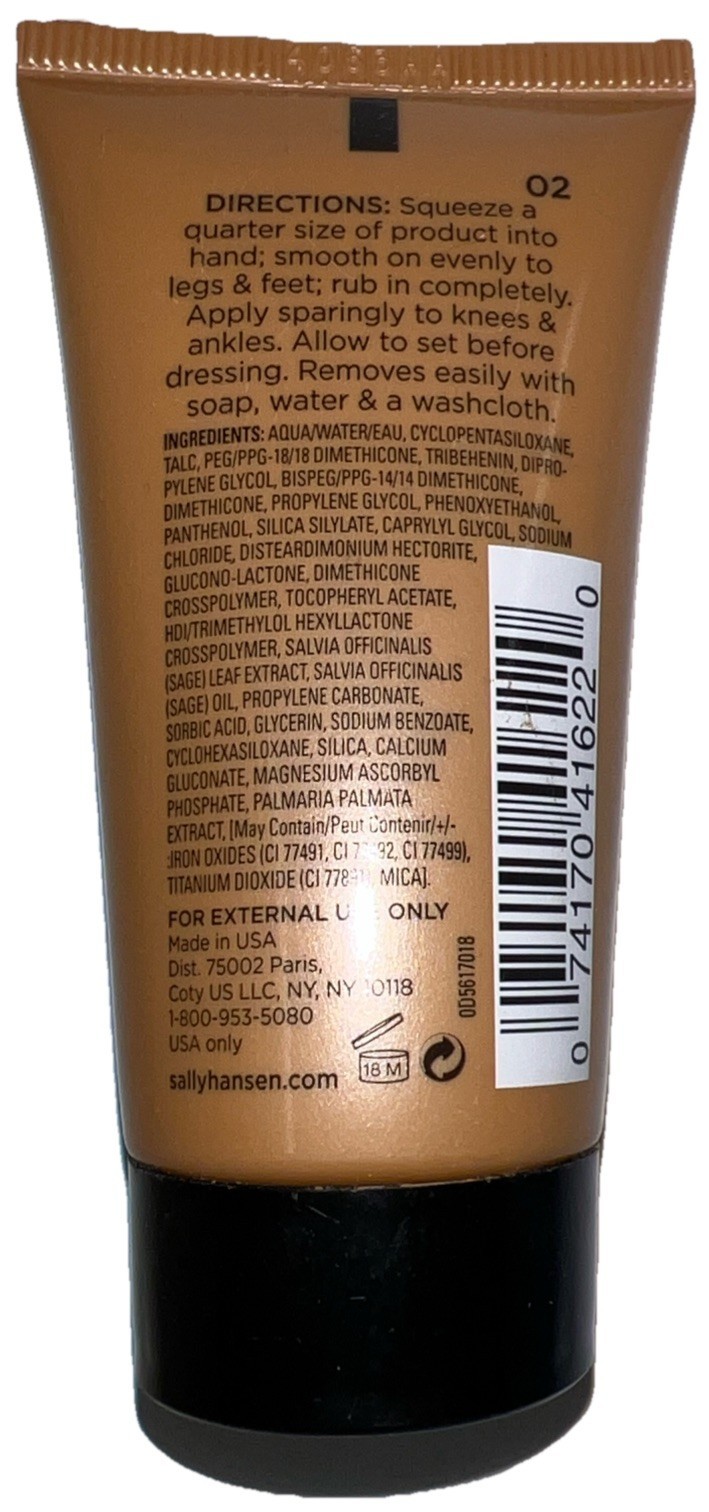 02
DIRECTIONS: Squeeze a
quarter size of product into
hand; smooth on evenly to
legs & feet; rub in completely.
Apply sparingly to knees &
ankles. Allow to set before
dressing. Removes easily with
soap, water & a washcloth.
INGREDIENTS: AQUA/WATER/EAU, CYCLOPENTASILOXANE,
TALC, PEG/PPG-18/18 DIMETHICONE, TRIBEHENIN, DIPRO-
PYLENE GLYCOL, BISPEG/PPG-14/14 DIMETHICONE,
DIMETHICONE, PROPYLENE GLYCOL, PHENOXYETHANOL,
PANTHENOL, SILICA SILYLATE, CAPRYLYL GLYCOL, SODIUM
CHLORIDE, DISTEARDIMONIUM HECTORITE,
GLUCONO-LACTONE, DIMETHICONE
CROSSPOLYMER, TOCOPHERYL ACETATE,
HDI/TRIMETHYLOL HEXYLLACTONE
CROSSPOLYMER, SALVIA OFFICINALIS
(SAGE) LEAF EXTRACT, SALVIA OFFICINALIS
(SAGE) OIL, PROPYLENE CARBONATE,
SORBIC ACID, GLYCERIN, SODIUM BENZOATE,
CYCLOHEXASILOXANE, SILICA, CALCIUM
GLUCONATE, MAGNESIUM ASCORBYL
PHOSPHATE, PALMARIA PALMATA
EXTRACT, [May Contain/Peut Contenir/+/-
:IRON OXIDES (CI 77491, CI 77499),
TITANIUM DIOXIDE (CI MICA].
FOR EXTERNAL ONLY
Made in USA
Dist. 75002 Paris,
Coty US LLC, NY, NY
1-800-953-5080
USA only
sallyhansen.com
18 M
0D5617018
0 74170 41622 0